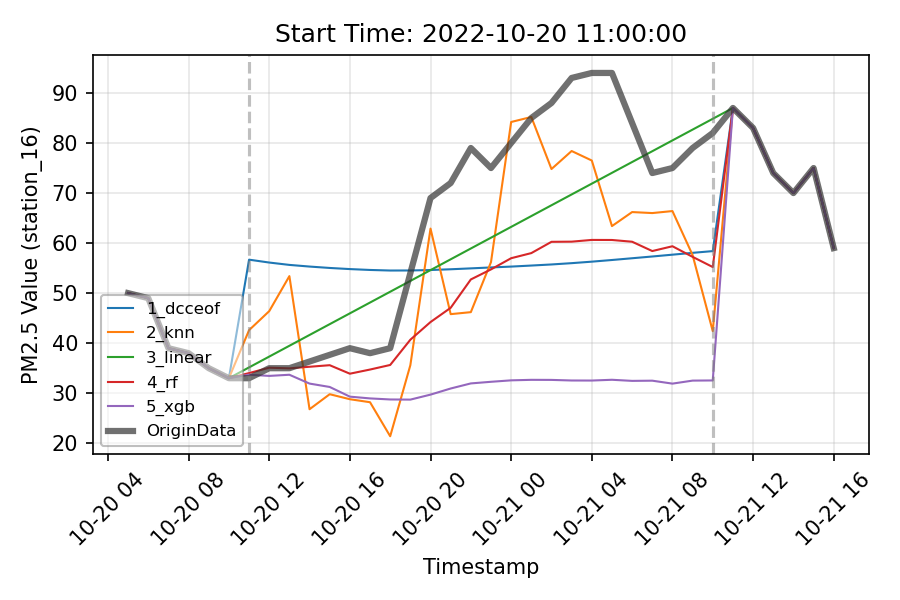 Start Time: 2022-10-20 11:00:00
PM2.5 Value (station_16)
90
80
70
60
50
40
30
20
1_dcceof
2_knn
3_linear
4_rf
5_xgb
OriginData
10-20 04
10-20 08
10-20 12
10-20 16
10-20 20
10-21 00
10-21 04
10-21 08
10-21 12
10-21 16
Timestamp